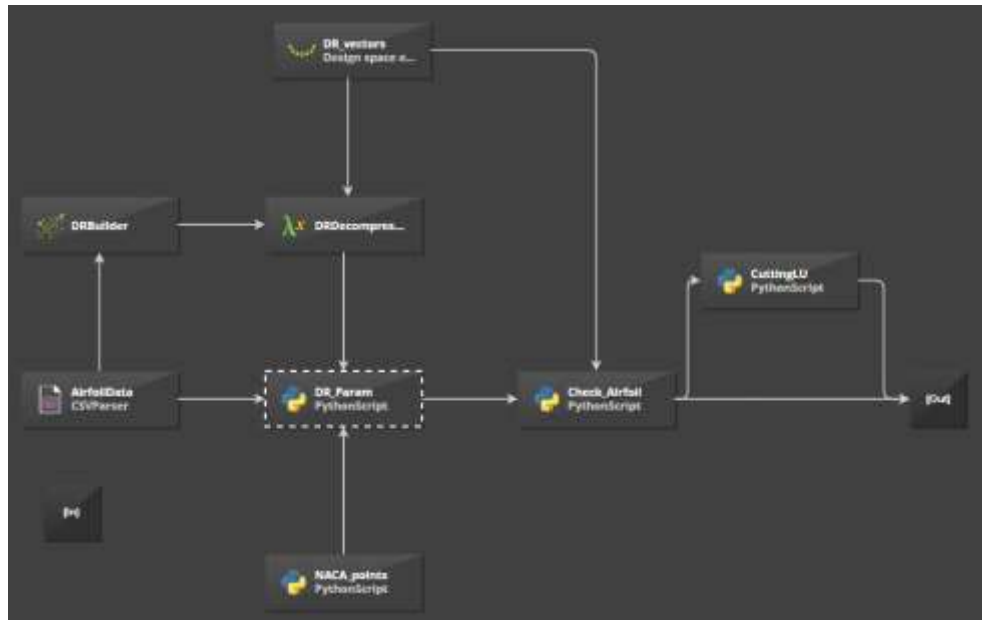 DR_vectors
Design space e...
DRBuilder
DRDecompres...
CuttingLU
PythonScript
AirfoilData
CSVParser
DR_Param
PythonScript
Check_Airfoil
PythonScript
[Out]
[In]
NACA_points
PythonScript